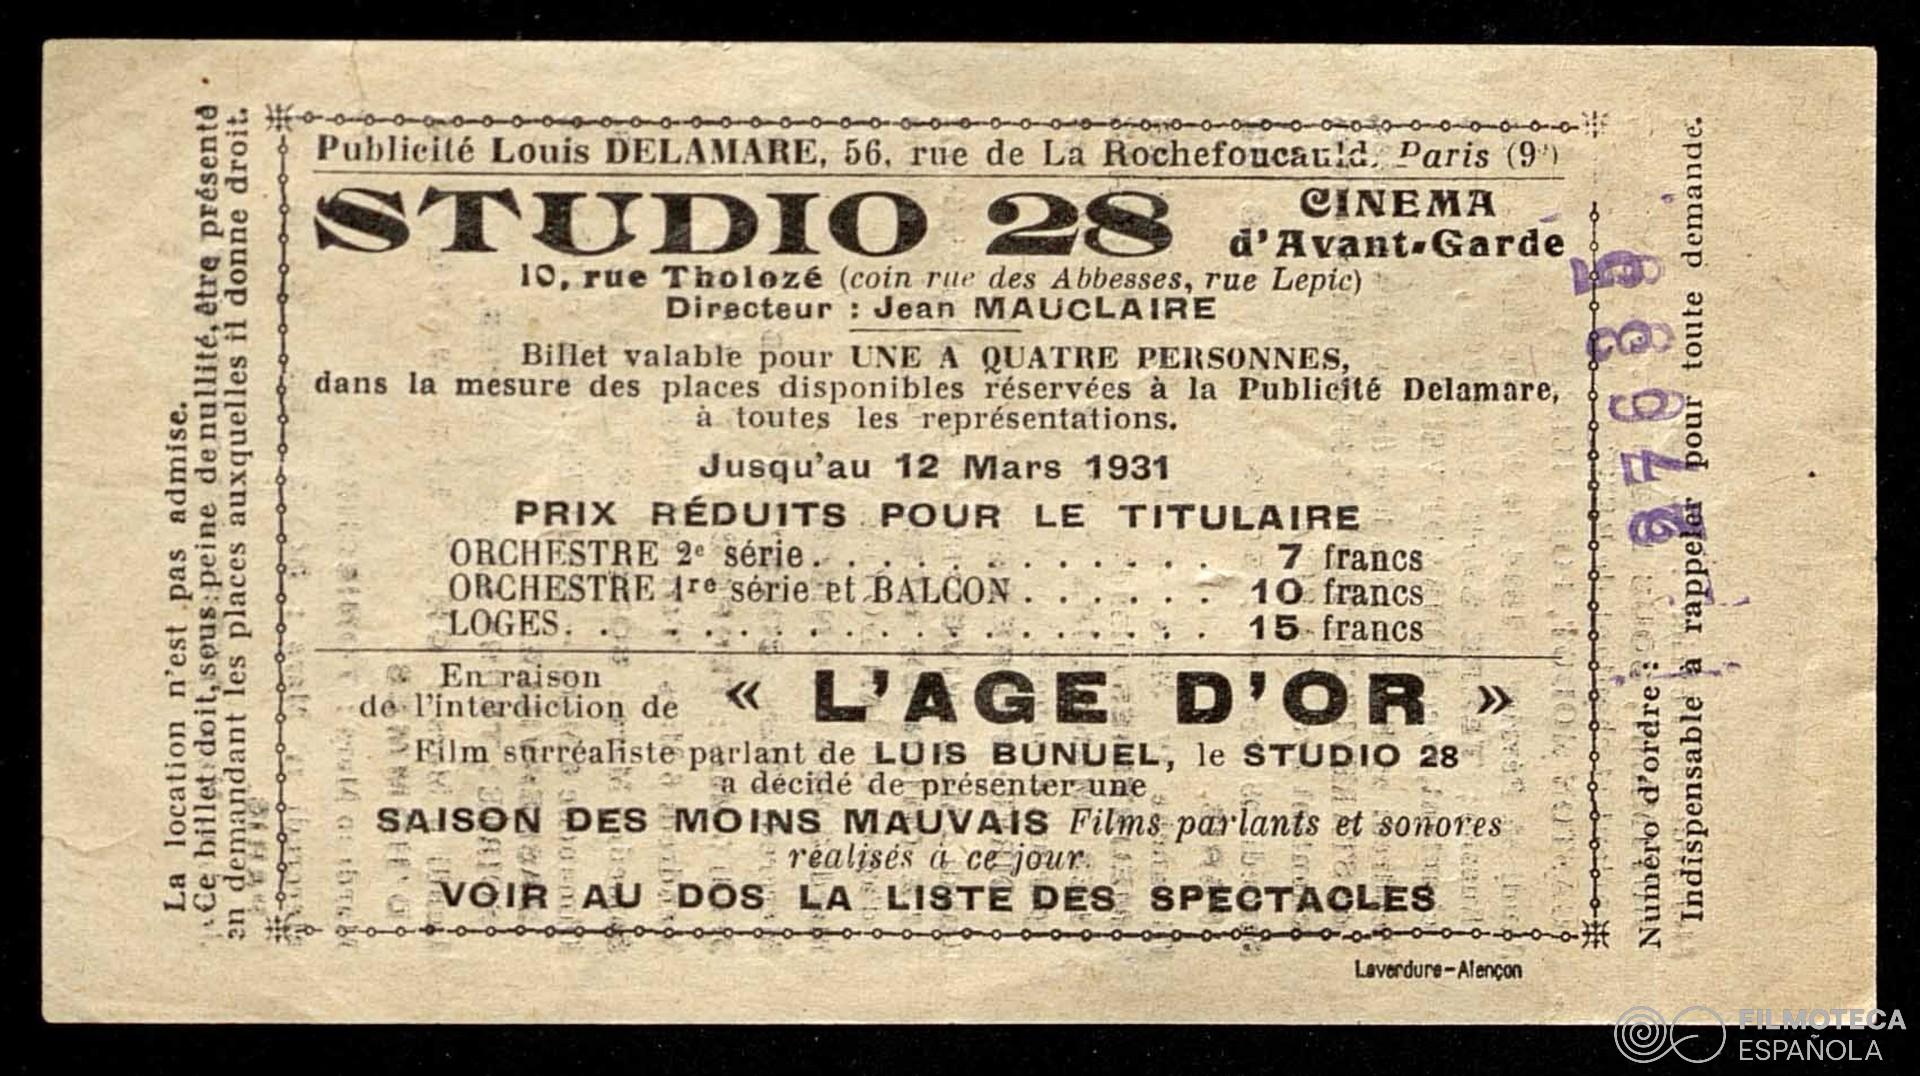 Publicité Louis DELAMARE, 56, rue de La Rochefoucauld, Paris (9ᵉ)
STUDIO 28
CINEMA
d'Avant-Garde
10, rue Tholozé (coin rue des Abbesses, rue Lepic)
Directeur : Jean MAUCLAIRE
Billet valable pour UNE A QUATRE PERSONNES,
dans la mesure des places disponibles réservées à la Publicité Delamare,
à toutes les représentations.
Jusqu'au 12 Mars 1931
PRIX RÉDUITS POUR LE TITULAIRE
ORCHESTRE 2e série. . . . . . . . . . . . 7 francs
ORCHESTRE 1re série et BALCON . . . . . . 10 francs
LOGES. . . . . . . . . . . . . . . . . . 15 francs
En raison
de l'interdiction de
« L'AGE D'OR »
Film surréaliste parlant de LUIS BUNUEL, le STUDIO 28
a décidé de présenter une
SAISON DES MOINS MAUVAIS Films parlants et sonores
réalisés à ce jour.
VOIR AU DOS LA LISTE DES SPECTACLES
Laverdure-Alençon
La location n'est pas admise.
Ce billet doit, sous peine de nullité, être présenté
en demandant les places auxquelles il donne droit.
Numéro d'ordre :
Indispensable à rappeler pour toute demande.
FILMOTECA
ESPAÑOLA